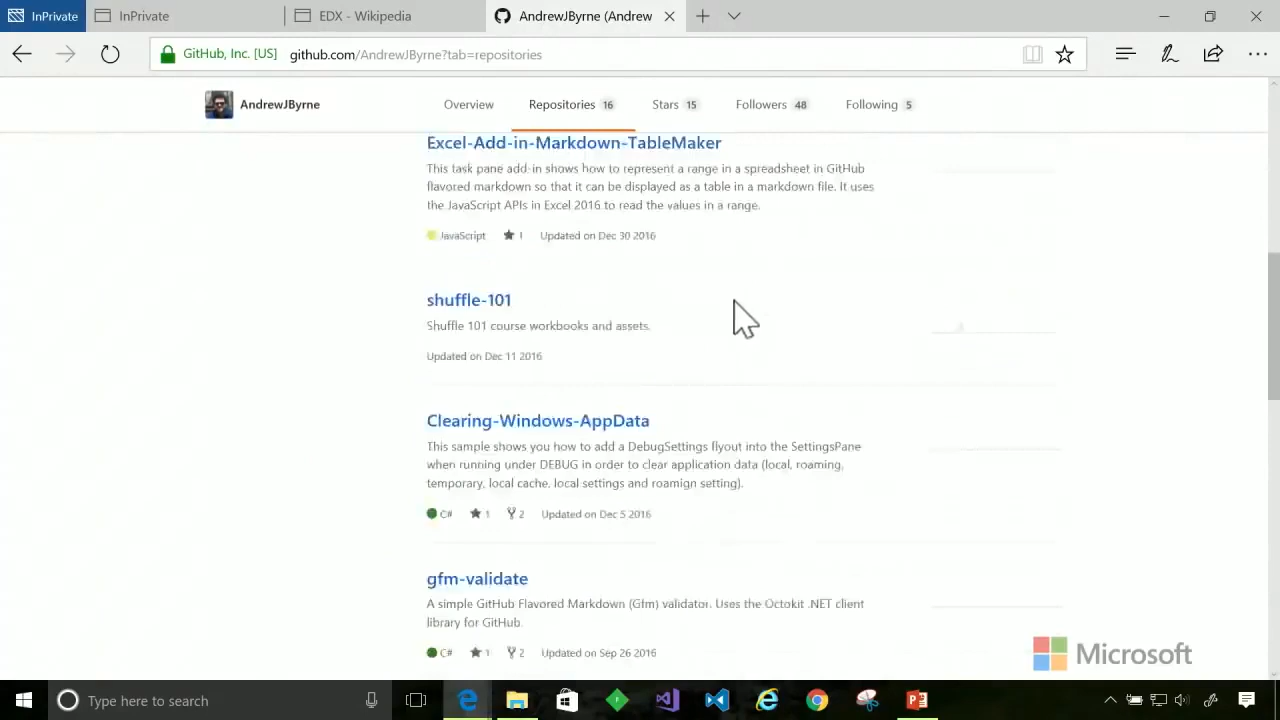 InPrivate
InPrivate
EDX - Wikipedia
AndrewJByrne (Andrew
GitHub, Inc. [US]
github.com/AndrewJByrne?tab=repositories
AndrewJByrne
Overview
Repositories 16
Stars 15
Followers 48
Following 5
Excel-Add-in-Markdown-TableMaker
This task pane add-in shows how to represent a range in a spreadsheet in GitHub
flavored markdown so that it can be displayed as a table in a markdown file. It uses
the JavaScript APIs in Excel 2016 to read the values in a range.
JavaScript 1 Updated on Dec 30 2016
shuffle-101
Shuffle 101 course workbooks and assets.
Updated on Dec 11 2016
Clearing-Windows-AppData
This sample shows you how to add a DebugSettings flyout into the SettingsPane
when running under DEBUG in order to clear application data (local, roaming,
temporary, local cache, local settings and roamign setting).
C# 1 2 Updated on Dec 5 2016
gfm-validate
A simple GitHub Flavored Markdown (Gfm) validator. Uses the Octokit .NET client
library for GitHub.
C# 1 2 Updated on Sep 26 2016
Microsoft
Type here to search